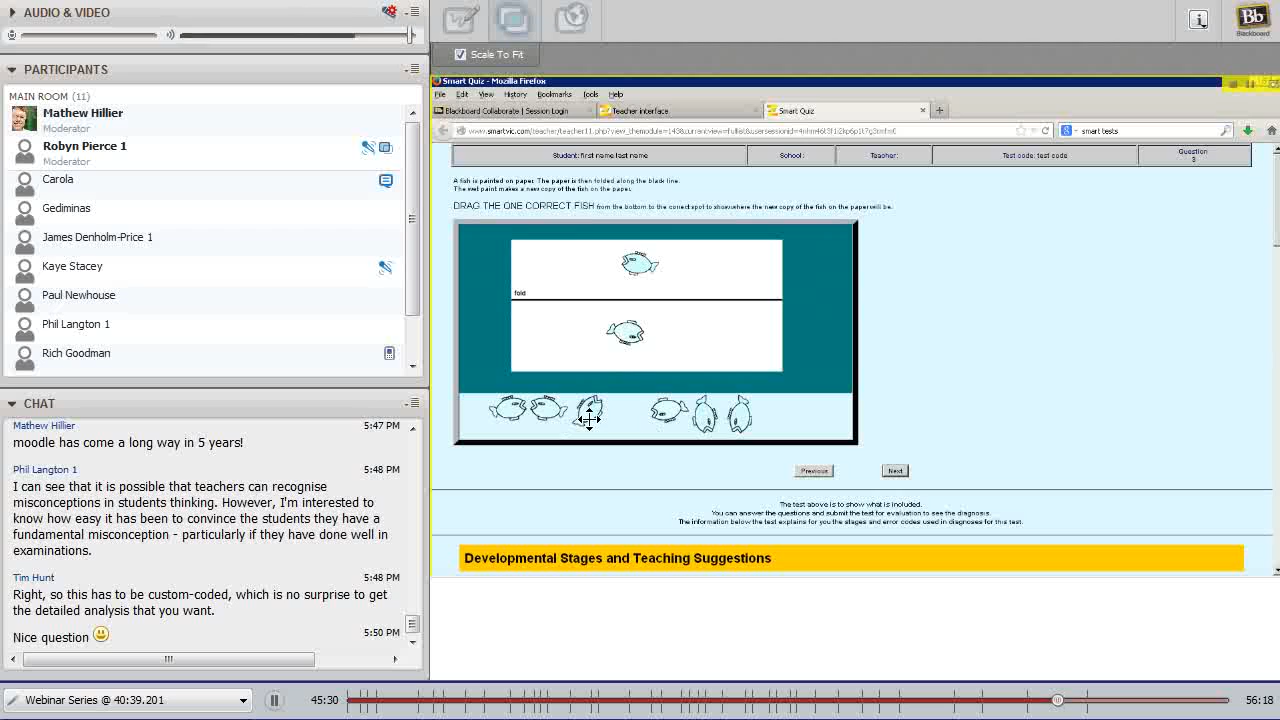 AUDIO & VIDEO
PARTICIPANTS
MAIN ROOM (11)
Mathew Hillier
Moderator
Robyn Pierce 1
Moderator
Carola
Gediminas
James Denholm-Price 1
Kaye Stacey
Paul Newhouse
Phil Langton 1
Rich Goodman
CHAT
Mathew Hillier 5:47 PM
moodle has come a long way in 5 years!
Phil Langton 1 5:48 PM
I can see that it is possible that teachers can recognise
misconceptions in students thinking. However, I'm interested to
know how easy it has been to convince the students they have a
fundamental misconception - particularly if they have done well in
examinations.
Tim Hunt 5:48 PM
Right, so this has to be custom-coded, which is no surprise to get
the detailed analysis that you want.
Nice question 5:50 PM
Webinar Series @ 40:39.201
45:30
56:18
Scale To Fit
Bb
Blackboard
Smart Quiz - Mozilla Firefox
File Edit View History Bookmarks Tools Help
Blackboard Collaborate | Session Login
Teacher interface
Smart Quiz
smart tests
Student: first name last name
School:
Teacher:
Test code: test code
Question
3
A fish is painted on paper. The paper is then folded along the black line.
The wet paint makes a new copy of the fish on the paper.
DRAG THE ONE CORRECT FISH from the bottom to the correct spot to show where the new copy of the fish on the paper will be.
fold
Previous
Next
The test above is to show what is included.
You can answer the questions and submit the test for evaluation to see the diagnosis.
The information below the test explains for you the stages and error codes used in diagnoses for this test.
Developmental Stages and Teaching Suggestions